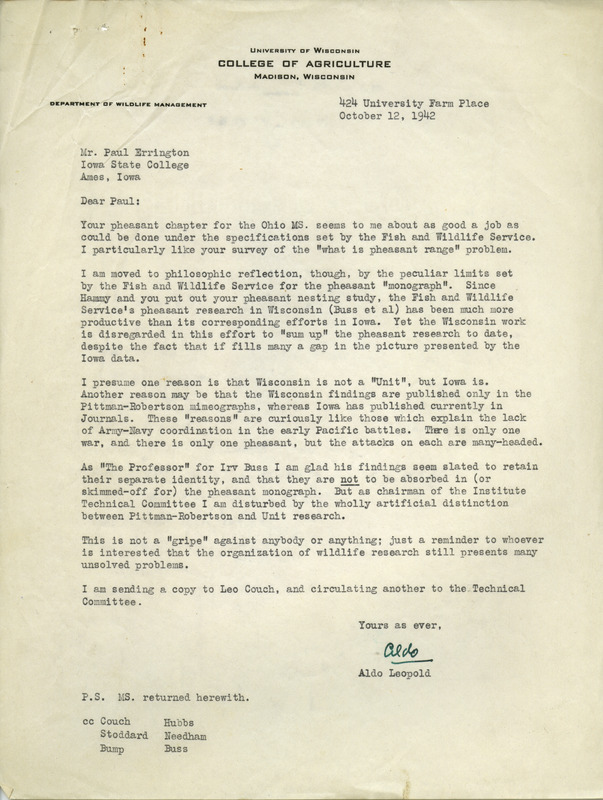 University of Wisconsin
COLLEGE OF AGRICULTURE
Madison, Wisconsin
DEPARTMENT OF WILDLIFE MANAGEMENT
424 University Farm Place
October 12, 1942
Mr. Paul Errington
Iowa State College
Ames, Iowa
Dear Paul:
Your pheasant chapter for the Ohio MS. seems to me about as good a job as
could be done under the specifications set by the Fish and Wildlife Service.
I particularly like your survey of the "what is pheasant range" problem.
I am moved to philosophic reflection, though, by the peculiar limits set
by the Fish and Wildlife Service for the pheasant "monograph". Since
Hammy and you put out your pheasant nesting study, the Fish and Wildlife
Service's pheasant research in Wisconsin (Buss et al) has been much more
productive than its corresponding efforts in Iowa. Yet the Wisconsin work
is disregarded in this effort to "sum up" the pheasant research to date,
despite the fact that if fills many a gap in the picture presented by the
Iowa data.
I presume one reason is that Wisconsin is not a "Unit", but Iowa is.
Another reason may be that the Wisconsin findings are published only in the
Pittman-Robertson mimeographs, whereas Iowa has published currently in
Journals. These "reasons" are curiously like those which explain the lack
of Army-Navy coordination in the early Pacific battles. There is only one
war, and there is only one pheasant, but the attacks on each are many-headed.
As "The Professor" for Irv Buss I am glad his findings seem slated to retain
their separate identity, and that they are not to be absorbed in (or
skimmed-off for) the pheasant monograph. But as chairman of the Institute
Technical Committee I am disturbed by the wholly artificial distinction
between Pittman-Robertson and Unit research.
This is not a "gripe" against anybody or anything; just a reminder to whoever
is interested that the organization of wildlife research still presents many
unsolved problems.
I am sending a copy to Leo Couch, and circulating another to the Technical
Committee.
Yours as ever,
Aldo
Aldo Leopold
P.S. MS. returned herewith.
cc Couch Hubbs
Stoddard Needham
Bump Buss